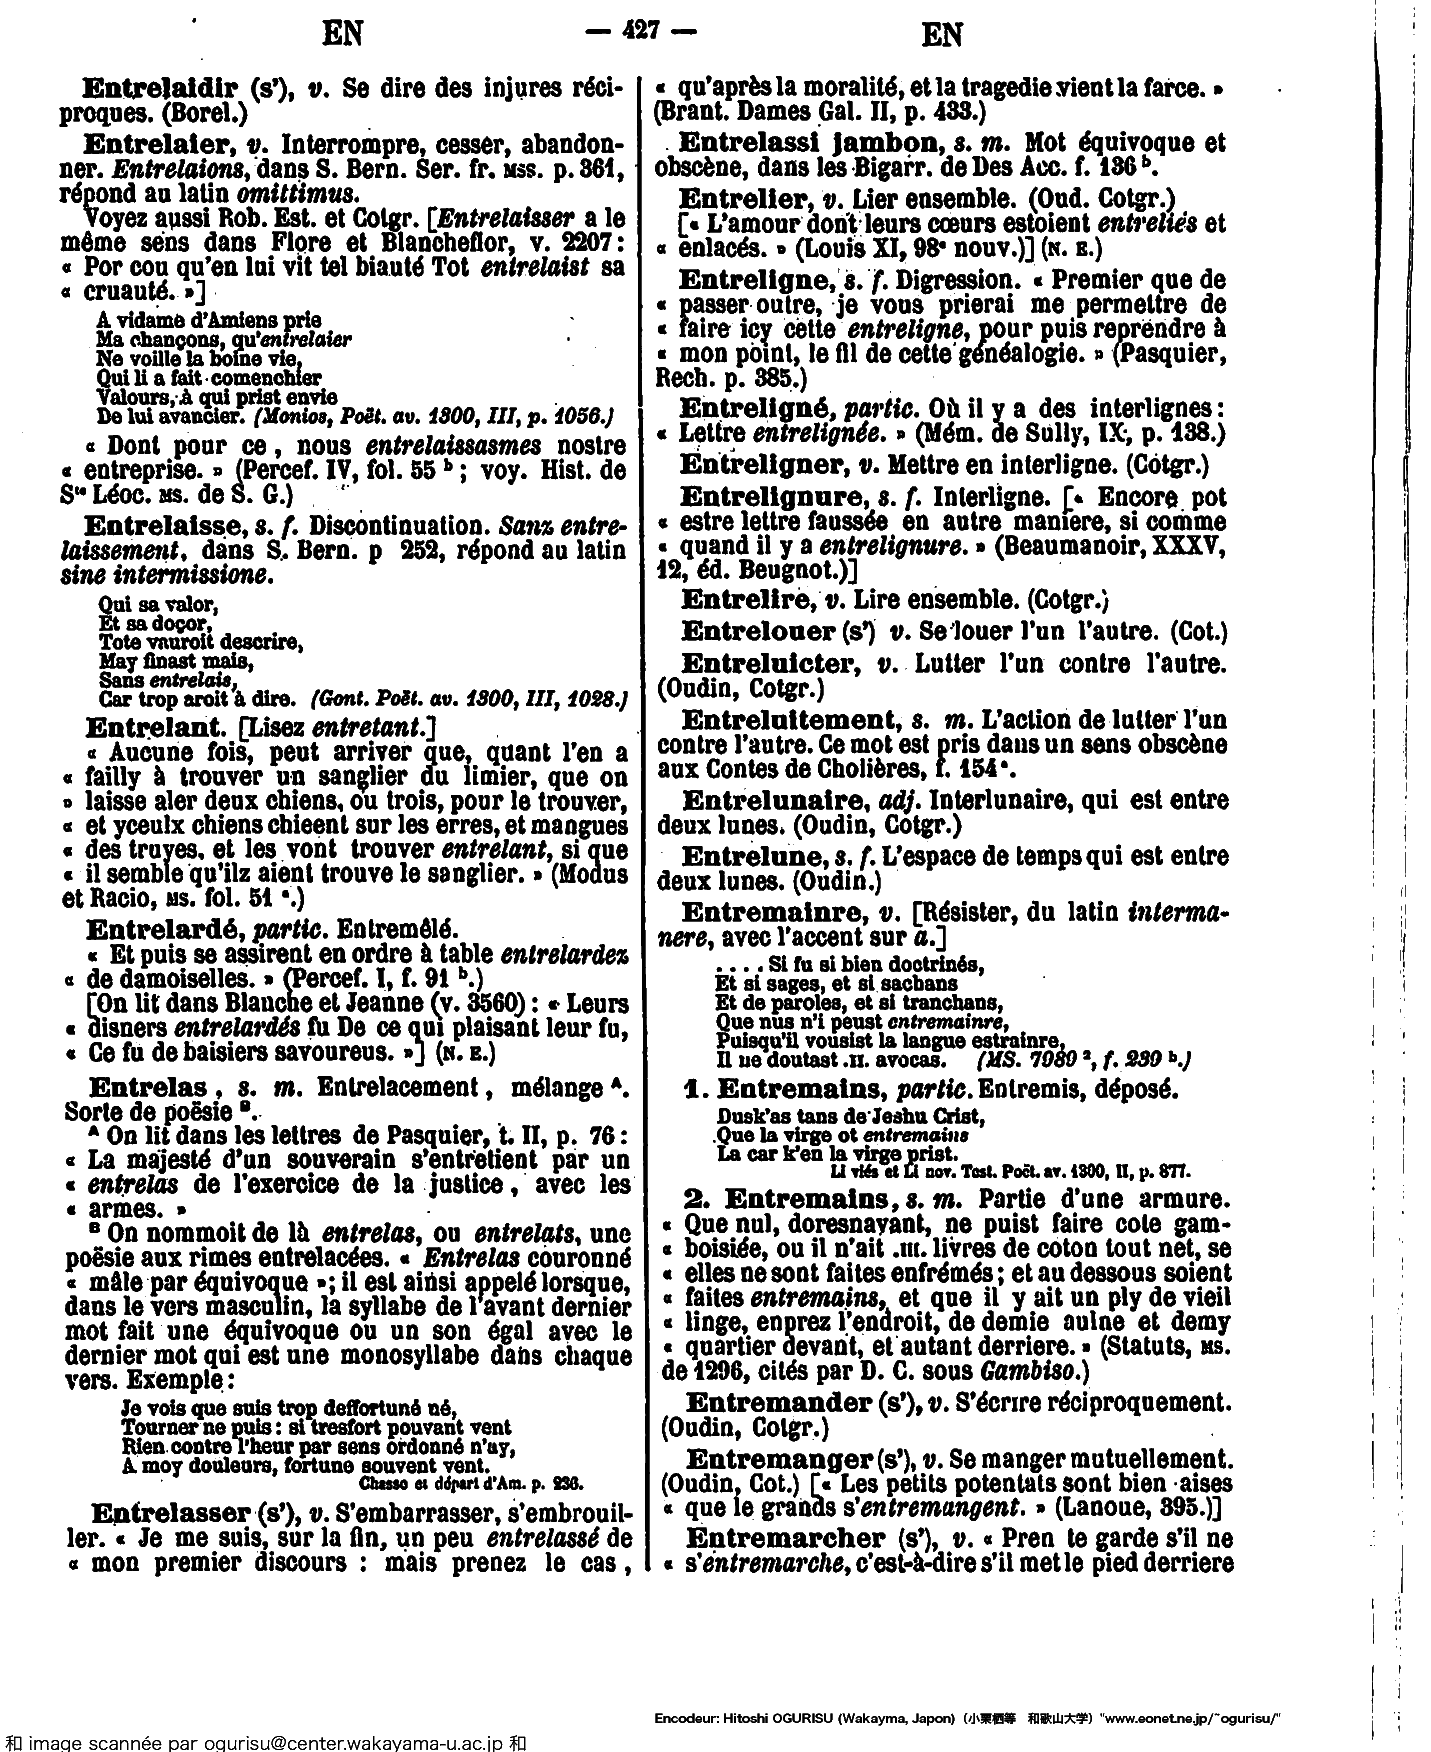 EN
— 427 —
EN
Entrelaidir (s'), v. Se dire des injures réci-
proques. (Borel.)
Entrelaier, v. Interrompre, cesser, abandon-
ner. Entrelaions, dans S. Bern. Ser. fr. MSS. p. 361,
répond au latin omittimus.
Voyez aussi Rob. Est. et Cotgr. [Entrelaisser a le
même sens dans Flore et Blancheflor, v. 2207 :
« Por cou qu'en lui vit tel biauté Tot entrelaist sa
« cruauté. »]
A vidame d'Amiens prie
Ma chançons, qu'entrelaier
Ne voille la boine vie,
Qui li a fait comenchier
Valours, A qui prist envie
De lui avancier. (Monios, Poët. av. 1300, III, p. 1056.)
« Dont pour ce, nous entrelaissasmes nostre
« entreprise. » (Percef. IV, fol. 55 b ; voy. Hist. de
Ste Léoc. MS. de S. G.)
Entrelaisse, s. f. Discontinuation. Sanz entre-
laissement, dans S. Bern. p 252, répond au latin
sine intermissione.
Qui sa valor,
Et sa doçor,
Tote vauroit descrire,
May finast mais,
Sans entrelais,
Car trop aroit à dire. (Gont. Poët. av. 1300, III, 1028.)
Entrelant. [Lisez entretant.]
« Aucune fois, peut arriver que, quant l'en a
« failly à trouver un sanglier du limier, que on
» laisse aler deux chiens, ou trois, pour le trouver,
« et yceulx chiens chieent sur les erres, et mangues
« des truyes, et les vont trouver entrelant, si que
« il semble qu'ilz aient trouve le sanglier. » (Modus
et Racio, MS. fol. 51 a.)
Entrelardé, partic. Entremêlé.
« Et puis se assirent en ordre à table entrelardez
« de damoiselles. » (Percef. I, f. 91 b.)
[On lit dans Blanche et Jeanne (v. 3560) : « Leurs
« disners entrelardés fu De ce qui plaisant leur fu,
« Ce fu de baisiers savoureus. »] (N. E.)
Entrelas, s. m. Entrelacement, mélange A.
Sorte de poësie B.
A On lit dans les lettres de Pasquier, t. II, p. 76 :
« La majesté d'un souverain s'entretient par un
« entrelas de l'exercice de la justice, avec les
« armes. »
B On nommoit de là entrelas, ou entrelats, une
poësie aux rimes entrelacées. « Entrelas couronné
« mâle par équivoque » ; il est ainsi appelé lorsque,
dans le vers masculin, la syllabe de l'avant dernier
mot fait une équivoque ou un son égal avec le
dernier mot qui est une monosyllabe dans chaque
vers. Exemple :
Je vois que suis trop deffortuné né,
Tourner ne puis : si tresfort pouvant vent
Rien contre l'heur par sens ordonné n'ay,
A moy douleurs, fortune souvent vent.
Chasse et départ d'Am. p. 236.
Entrelasser (s'), v. S'embarrasser, s'embrouil-
ler. « Je me suis, sur la fin, un peu entrelassé de
« mon premier discours : mais prenez le cas,
« qu'après la moralité, et la tragedie vient la farce. »
(Brant. Dames Gal. II, p. 433.)
Entrelassi jambon, s. m. Mot équivoque et
obscène, dans les Bigarr. de Des Acc. f. 136 b.
Entrelier, v. Lier ensemble. (Oud. Cotgr.)
[« L'amour dont leurs cœurs estoient entreliés et
« enlacés. » (Louis XI, 98e nouv.)] (N. E.)
Entreligne, s. f. Digression. « Premier que de
« passer outre, je vous prierai me permettre de
« faire icy cette entreligne, pour puis reprendre à
« mon point, le fil de cette généalogie. » (Pasquier,
Rech. p. 385.)
Entreligné, partic. Où il y a des interlignes :
« Lettre entrelignée. » (Mém. de Sully, IX, p. 138.)
Entreligner, v. Mettre en interligne. (Cotgr.)
Entrelignure, s. f. Interligne. [« Encore pot
« estre lettre faussée en autre maniere, si comme
« quand il y a entrelignure. » (Beaumanoir, XXXV,
12, éd. Beugnot.)]
Entrelire, v. Lire ensemble. (Cotgr.)
Entrelouer (s') v. Se louer l'un l'autre. (Cot.)
Entreluicter, v. Lutter l'un contre l'autre.
(Oudin, Cotgr.)
Entreluittement, s. m. L'action de lutter l'un
contre l'autre. Ce mot est pris dans un sens obscène
aux Contes de Cholières, f. 154 a.
Entrelunaire, adj. Interlunaire, qui est entre
deux lunes. (Oudin, Cotgr.)
Entrelune, s. f. L'espace de temps qui est entre
deux lunes. (Oudin.)
Entremainre, v. [Résister, du latin interma-
nere, avec l'accent sur a.]
.... Si fu si bien doctrinés,
Et si sages, et si sachans
Et de paroles, et si tranchans,
Que nus n'i peust entremainre,
Puisqu'il vousist la langue estrainre,
Il ne doutast .II. avocas. (MS. 7989 2, f. 239 b.)
1. Entremains, partic. Entremis, déposé.
Dusk'as tans de Jeshu Crist,
Que la virge ot entremains
La car k'en la virge prist.
Li viés et Li nov. Test. Poët. av. 1300, II, p. 877.
2. Entremains, s. m. Partie d'une armure.
« Que nul, doresnavant, ne puist faire cote gam-
« boisiée, ou il n'ait .III. livres de coton tout net, se
« elles ne sont faites enfrémés ; et au dessous soient
« faites entremains, et que il y ait un ply de vieil
« linge, enprez l'endroit, de demie aulne et demy
« quartier devant, et autant derriere. » (Statuts, MS.
de 1296, cités par D. C. sous Gambiso.)
Entremander (s'), v. S'écrire réciproquement.
(Oudin, Cotgr.)
Entremanger (s'), v. Se manger mutuellement.
(Oudin, Cot.) [« Les petits potentats sont bien aises
« que le grands s'entremangent. » (Lanoue, 395.)]
Entremarcher (s'), v. « Pren te garde s'il ne
« s'entremarche, c'est-à-dire s'il met le pied derriere
Encodeur: Hitoshi OGURISU (Wakayma, Japon) (小栗栖等 和歌山大学) "www.eonet.ne.jp/~ogurisu/"
和 image scannée par ogurisu@center.wakayama-u.ac.jp 和